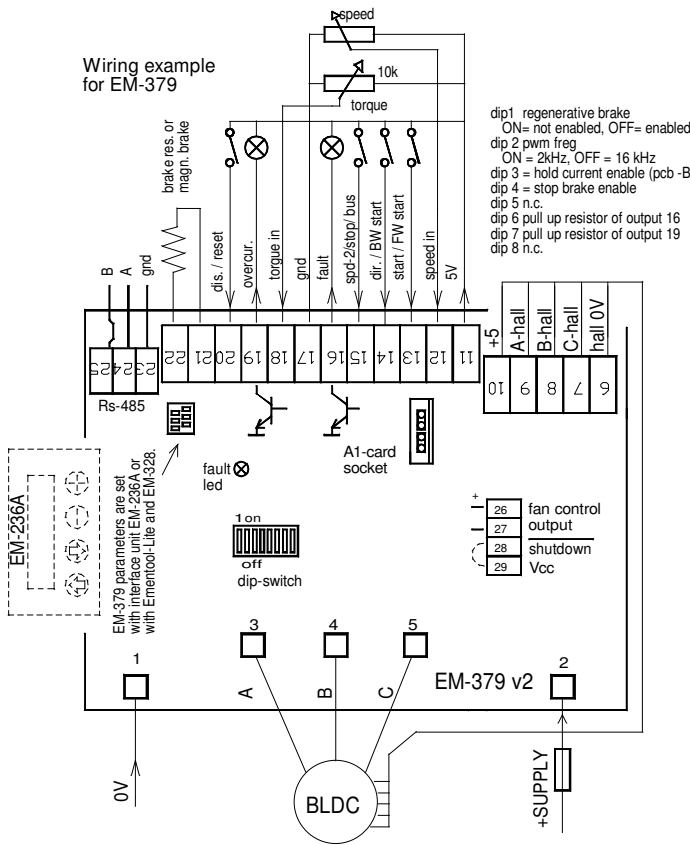 speed
Wiring example
for EM-379
10k
torque
dip1 regenerative brake
ON= not enabled, OFF= enabled
dip 2 pwm freg
ON = 2kHz, OFF = 16 kHz
dip 3 = hold current enable (pcb -B
dip 4 = stop brake enable
dip 5 n.c.
dip 6 pull up resistor of output 16
dip 7 pull up resistor of output 19
dip 8 n.c.
brake res. or
magn. brake
dis. / reset
overcur.
torgue in
gnd
fault
spd-2/stop/ bus
dir. / BW start
start / FW start
speed in
5V
B
A
gnd
+5
A-hall
B-hall
C-hall
hall 0V
25
24
23
22
21
20
19
18
17
16
15
14
13
12
11
10
9
8
7
6
Rs-485
A1-card
socket
fault
led
EM-236A
EM-379 parameters are set
with interface unit EM-236A or
with Ementool-Lite and EM-328.
1 on
off
dip-switch
+
-
26
27
28
29
fan control
output
shutdown
Vcc
3
4
5
1
2
A
B
C
EM-379 v2
0V
BLDC
+SUPPLY